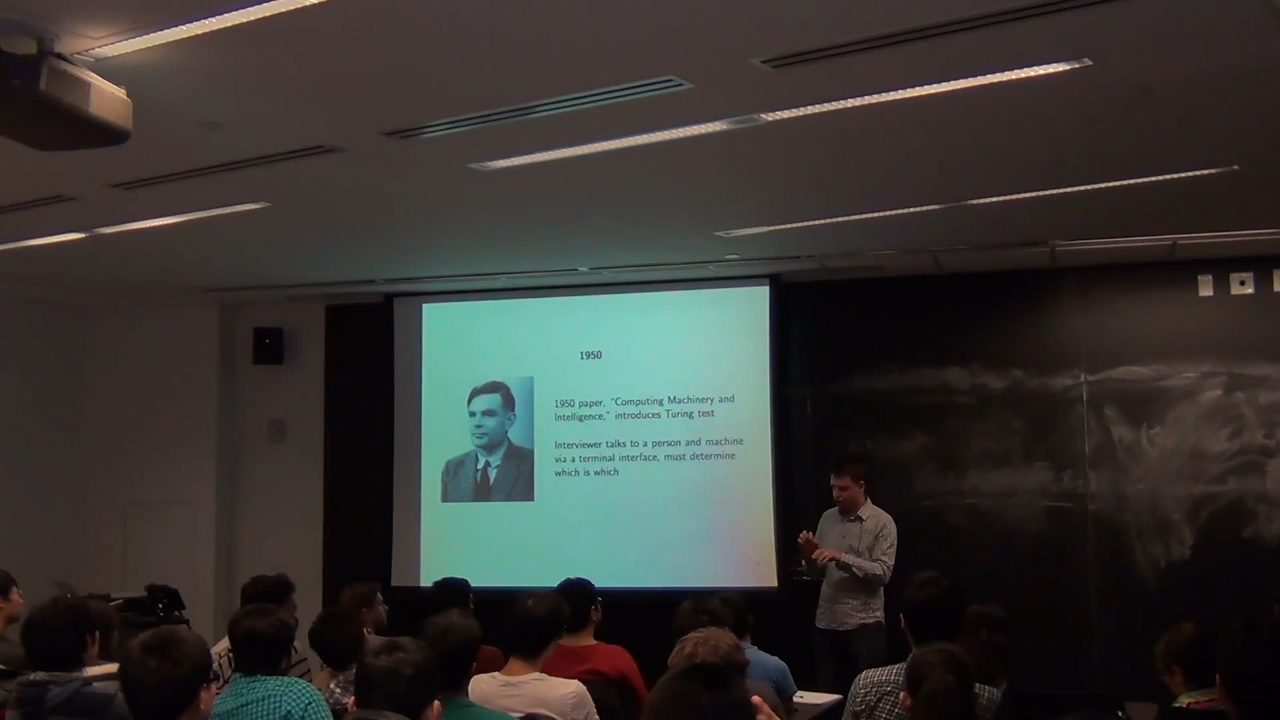 1950
1950 paper, "Computing Machinery and
Intelligence," introduces Turing test
Interviewer talks to a person and machine
via a terminal interface, must determine
which is which